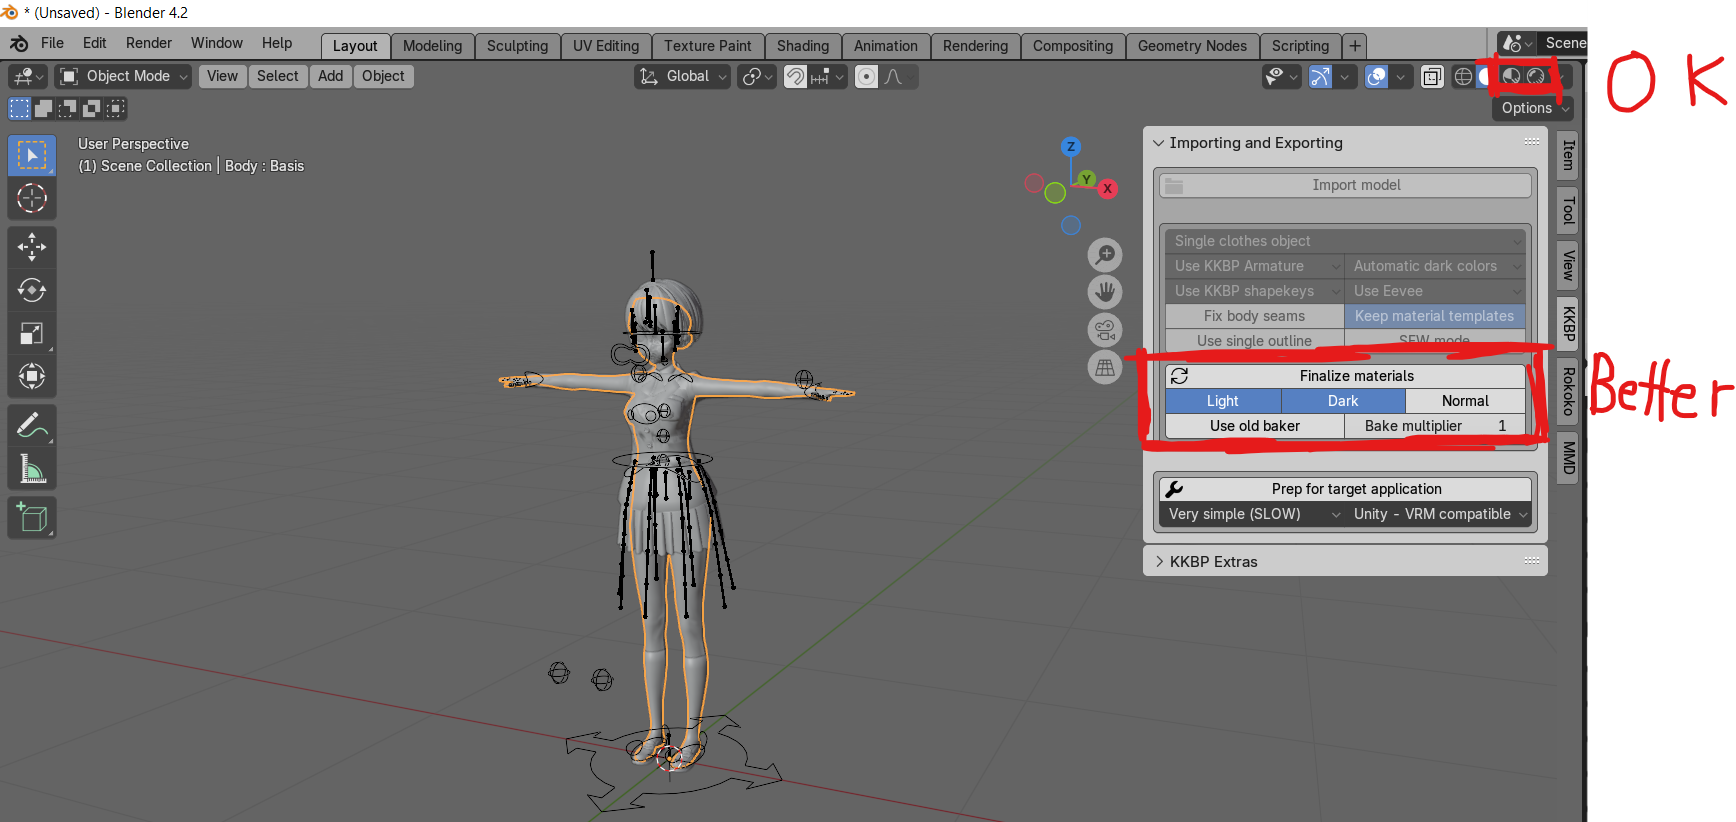 * (Unsaved) - Blender 4.2
File Edit Render Window Help Layout Modeling Sculpting UV Editing Texture Paint Shading Animation Rendering Compositing Geometry Nodes Scripting + Scene
Object Mode View Select Add Object Global
O K
Options
User Perspective
(1) Scene Collection | Body : Basis
Z
Y
X
Importing and Exporting
Import model
Single clothes object
Use KKBP Armature Automatic dark colors
Use KKBP shapekeys Use Eevee
Fix body seams Keep material templates
Use single outline SFW mode
Finalize materials
Light Dark Normal
Use old baker Bake multiplier 1
Prep for target application
Very simple (SLOW) Unity - VRM compatible
KKBP Extras
Item
Tool
View
KKBP
Rokoko
MMD
Better